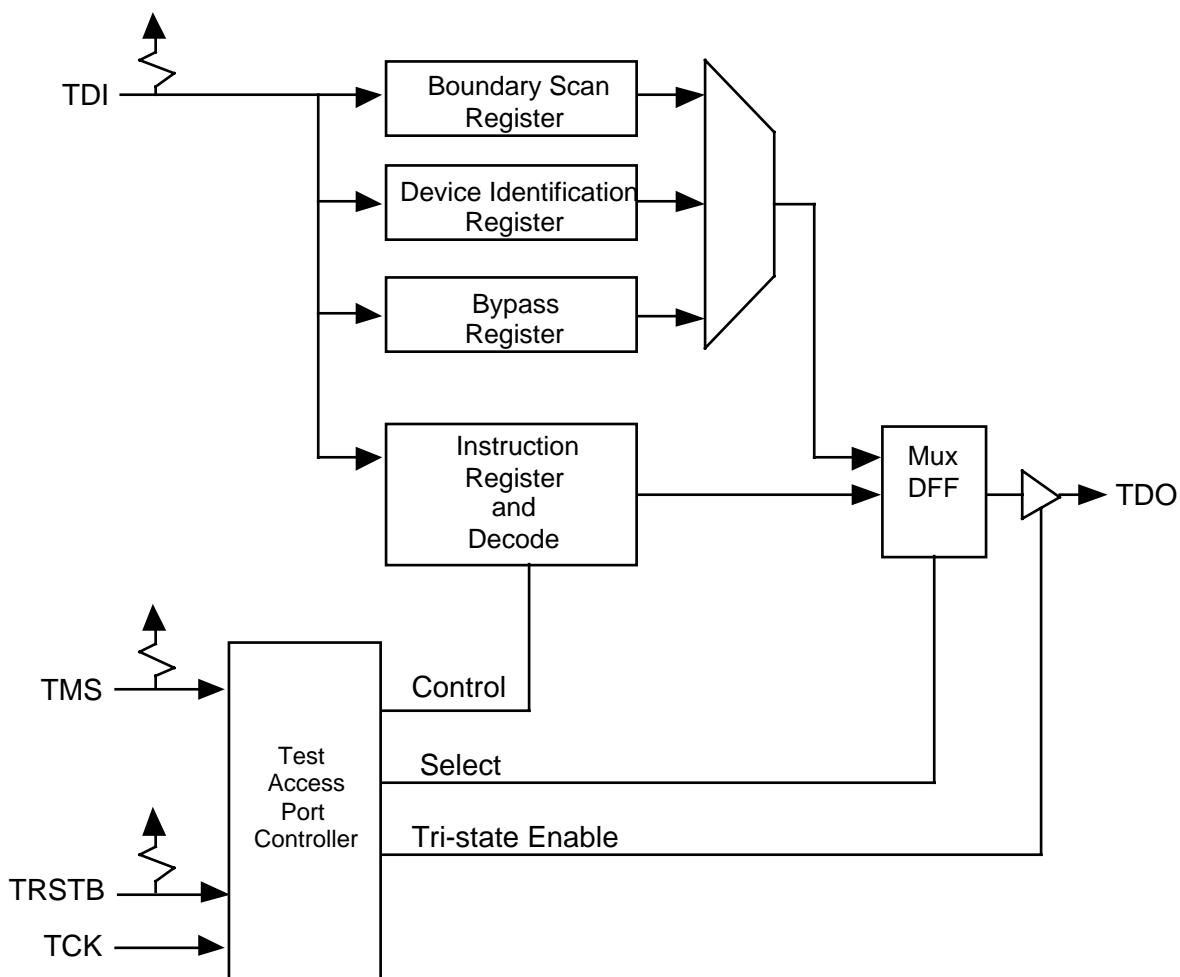 TDI
Boundary Scan
Register
Device Identification
Register
Bypass
Register
Instruction
Register
and
Decode
Mux
DFF
TDO
TMS
Control
Test
Access
Port
Controller
Select
Tri-state Enable
TRSTB
TCK